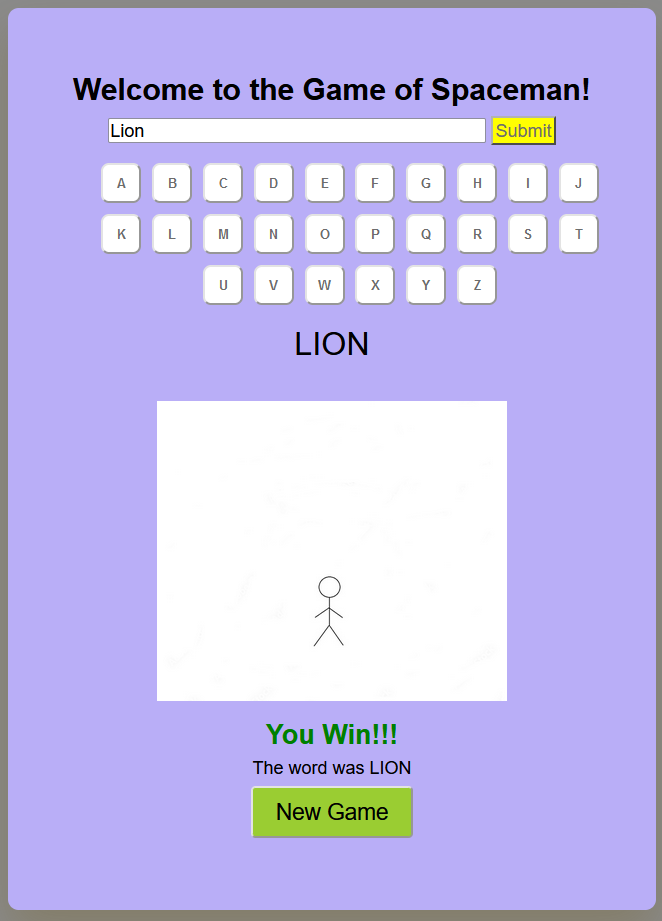 Welcome to the Game of Spaceman!
Lion Submit
A B C D E F G H I J
K L M N O P Q R S T
U V W X Y Z
LION
You Win!!!
The word was LION
New Game